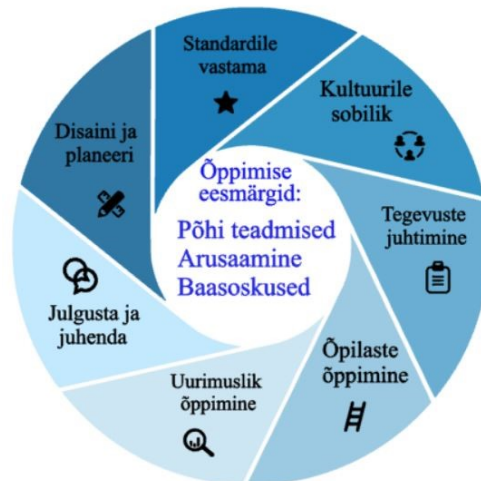 Standardile
vastama
Kultuurile
sobilik
Tegevuste
juhtimine
Õpilaste
õppimine
Uurimuslik
õppimine
Julgusta ja
juhenda
Disaini ja
planeeri
Õppimise
eesmärgid:
Põhi teadmised
Arusaamine
Baasoskused